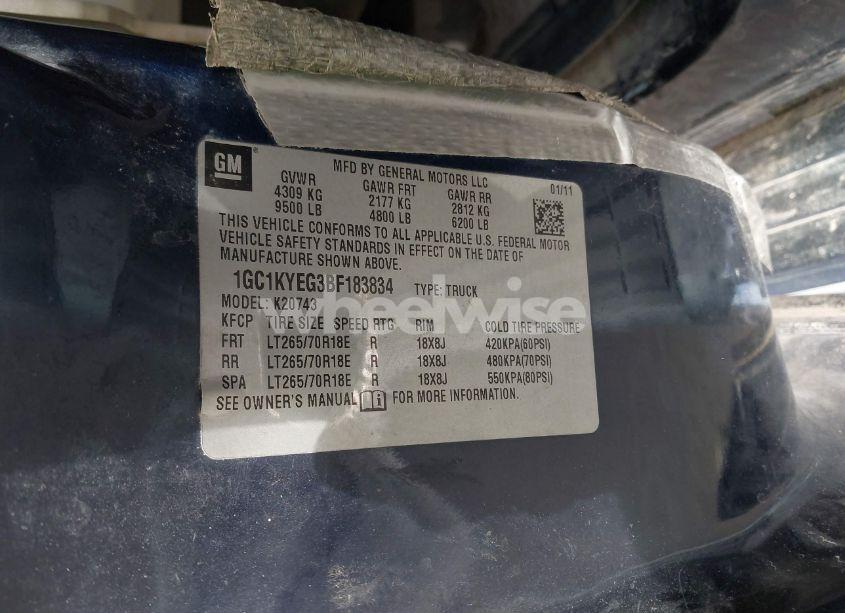 GM
MFD BY GENERAL MOTORS LLC 01/11
GVWR GAWR FRT GAWR RR
4309 KG 2177 KG 2812 KG
9500 LB 4800 LB 6200 LB
THIS VEHICLE CONFORMS TO ALL APPLICABLE U.S. FEDERAL MOTOR
VEHICLE SAFETY STANDARDS IN EFFECT ON THE DATE OF
MANUFACTURE SHOWN ABOVE.
1GC1KYEG3BF183834 TYPE: TRUCK
MODEL: K20743
wheelwise
KFCP TIRE SIZE SPEED RTG RIM COLD TIRE PRESSURE
FRT LT265/70R18E R 18X8J 420KPA(60PSI)
RR LT265/70R18E R 18X8J 480KPA(70PSI)
SPA LT265/70R18E R 18X8J 550KPA(80PSI)
SEE OWNER'S MANUAL FOR MORE INFORMATION.